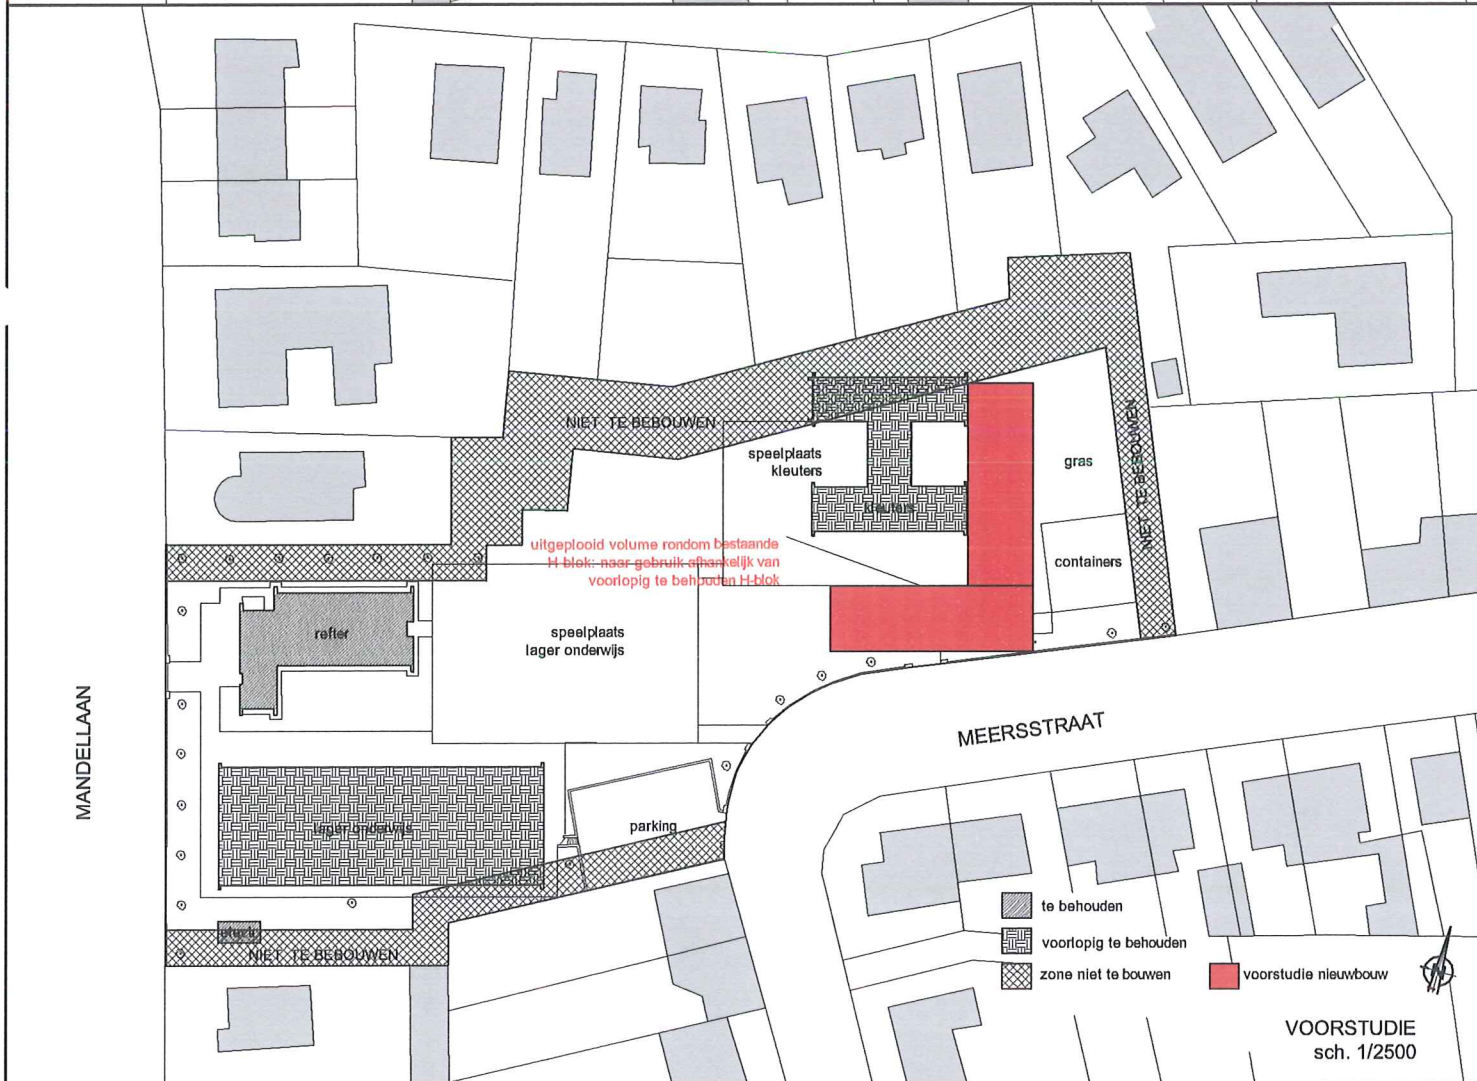 NIET TE BEBOUWEN
speelplaats
kleuters
gras
NIET TE BEBOUWEN
kleuters
uitgeplooid volume rondom bestaande
H blok: naar gebruik afhankelijk van
voorlopig te behouden H-blok
containers
refter
speelplaats
lager onderwijs
MANDELLAAN
MEERSSTRAAT
lager onderwijs
parking
NIET TE BEBOUWEN
te behouden
voorlopig te behouden
zone niet te bouwen
voorstudie nieuwbouw
N
VOORSTUDIE
sch. 1/2500